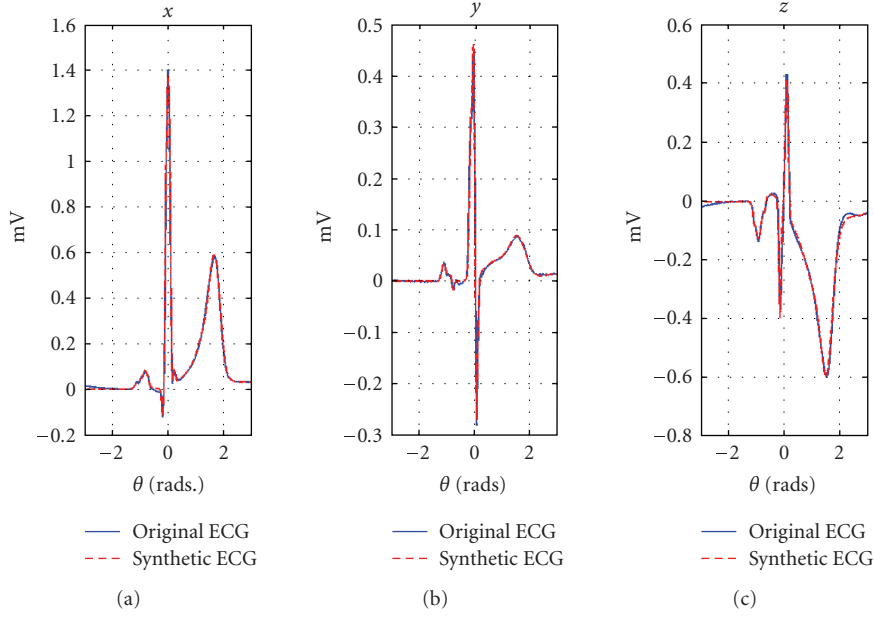 x
1.6
1.4
1.2
1
0.8
0.6
0.4
0.2
0
−0.2
mV
−2
0
2
θ (rads.)
Original ECG
Synthetic ECG
(a)
y
0.5
0.4
0.3
0.2
0.1
0
−0.1
−0.2
0.3
mV
−2
0
2
θ (rads)
Original ECG
Synthetic ECG
(b)
z
0.6
0.4
0.2
0
−0.2
−0.4
−0.6
−0.8
mV
−2
0
2
θ (rads)
Original ECG
Synthetic ECG
(c)